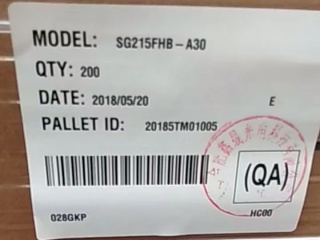 MODEL: SG215FHB-A30
QTY: 200
DATE: 2018/05/20 E
PALLET ID: 20185TM01005
(QA)
028GKP HC00